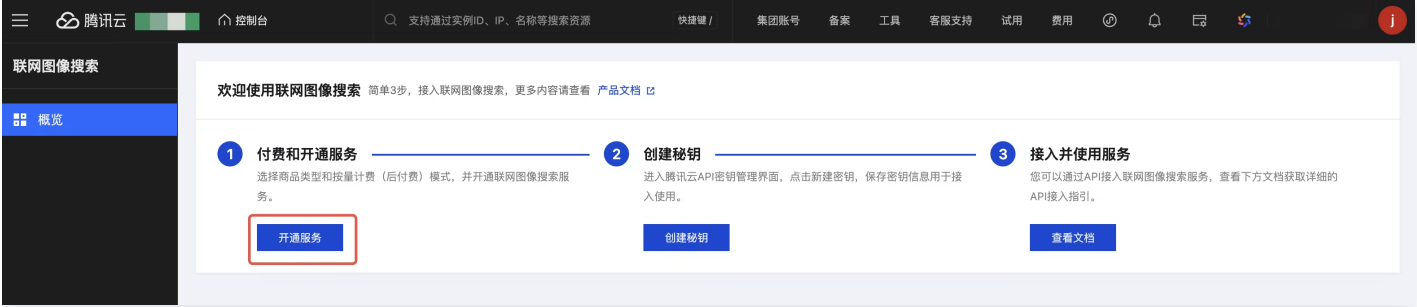 腾讯云 控制台 支持通过实例ID、IP、名称等搜索资源 快捷键 / 集团账号 备案 工具 客服支持 试用 费用 j
联网图像搜索
概览
欢迎使用联网图像搜索 简单3步，接入联网图像搜索，更多内容请查看 产品文档
1 付费和开通服务
选择商品类型和按量计费（后付费）模式，并开通联网图像搜索服
务。
开通服务
2 创建秘钥
进入腾讯云API密钥管理界面，点击新建密钥，保存密钥信息用于接
入使用。
创建秘钥
3 接入并使用服务
您可以通过API接入联网图像搜索服务，查看下方文档获取详细的
API接入指引。
查看文档